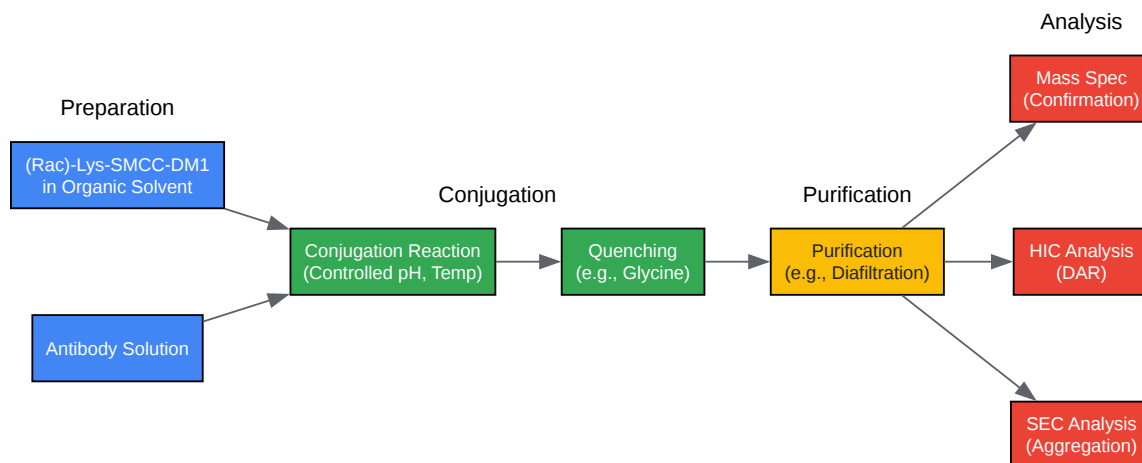 Preparation
(Rac)-Lys-SMCC-DM1
in Organic Solvent
Antibody Solution
Conjugation
Conjugation Reaction
(Controlled pH, Temp)
Quenching
(e.g., Glycine)
Purification
Purification
(e.g., Diafiltration)
Analysis
Mass Spec
(Confirmation)
HIC Analysis
(DAR)
SEC Analysis
(Aggregation)